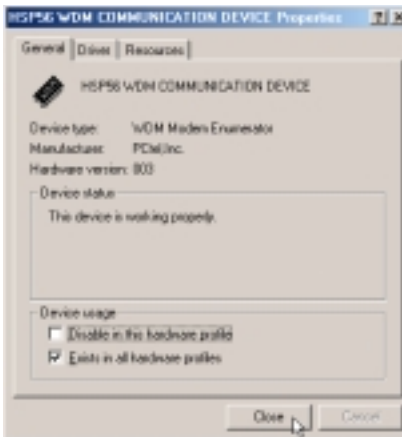 HSP56 WDM COMMUNICATION DEVICE Properties
General Driver Resources
HSP56 WDM COMMUNICATION DEVICE
Device type: WDM Modem Enumerator
Manufacturer: PCtel,Inc.
Hardware version: 003
Device status
This device is working properly.
Device usage
Disable in this hardware profile
Exists in all hardware profiles
Close Cancel